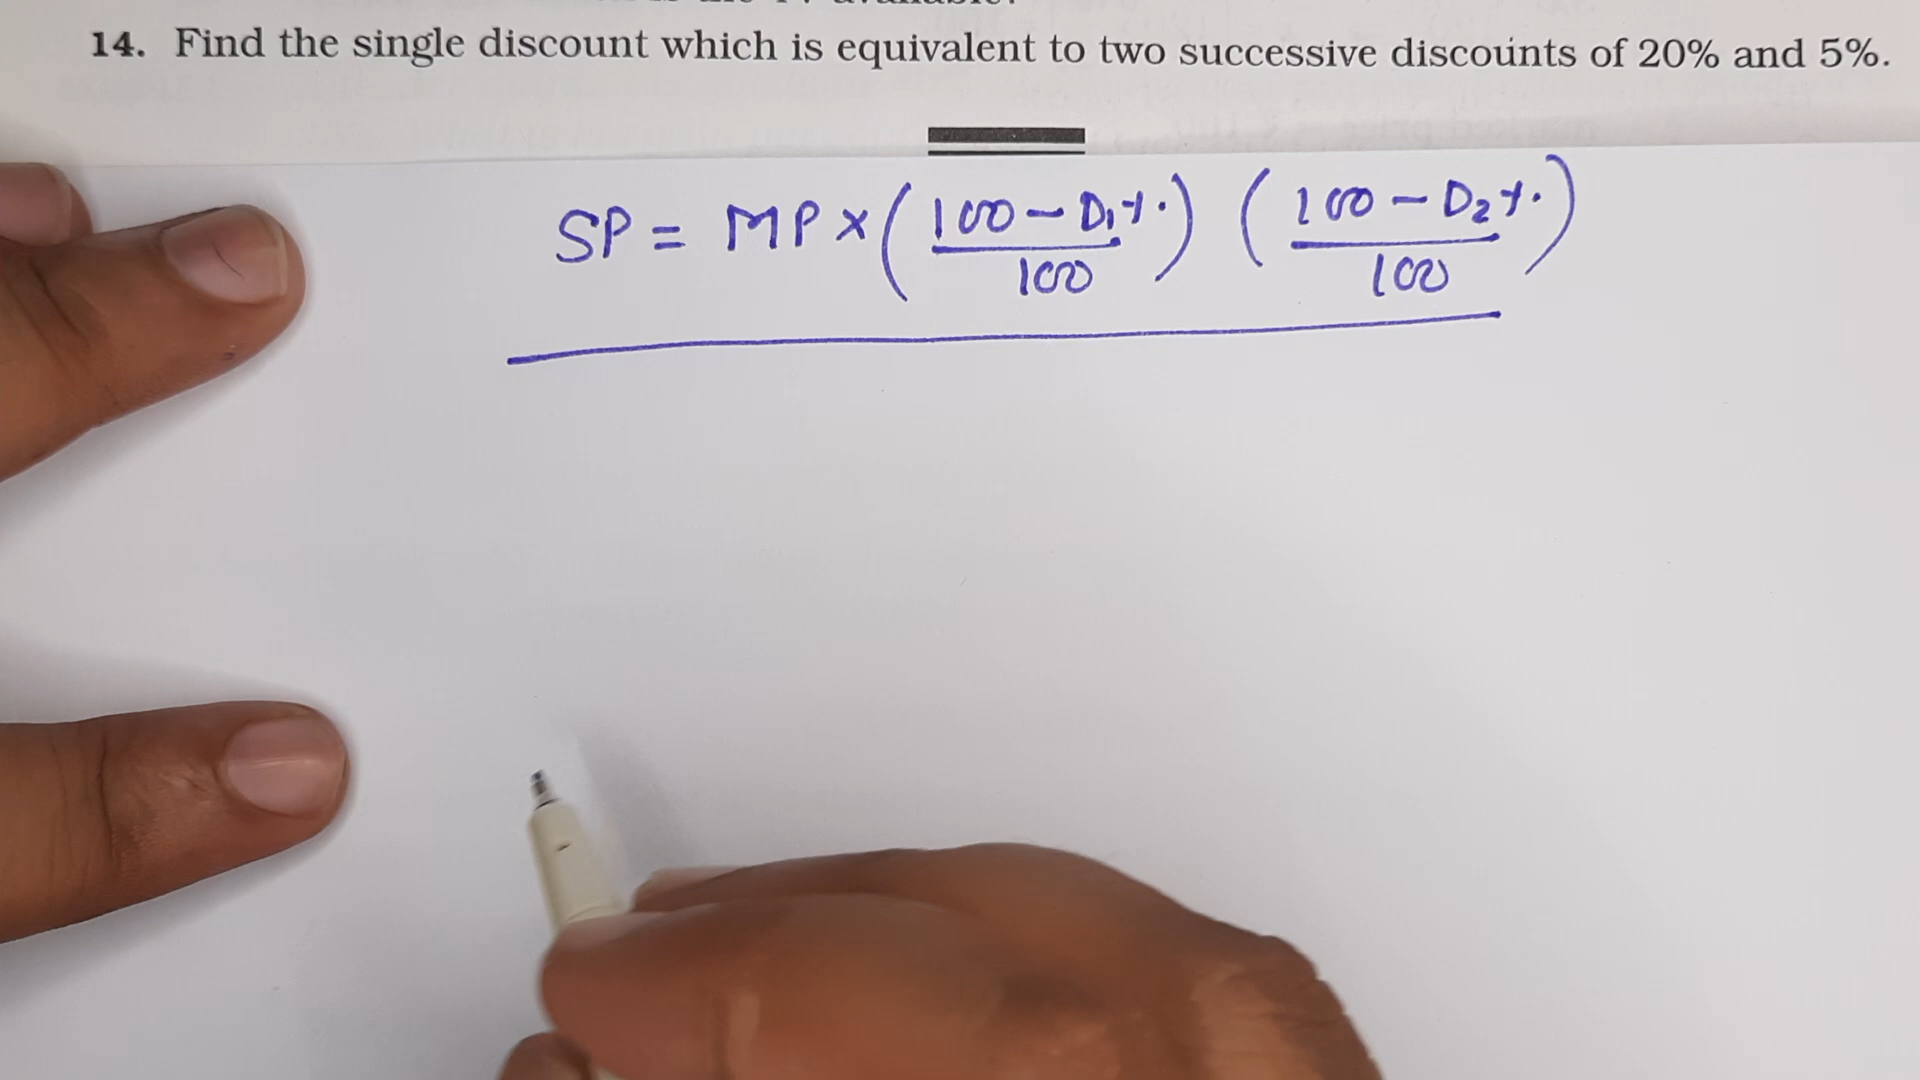 14. Find the single discount which is equivalent to two successive discounts of 20% and 5%.
SP = MP × (100 - D₁% / 100) (100 - D₂% / 100)